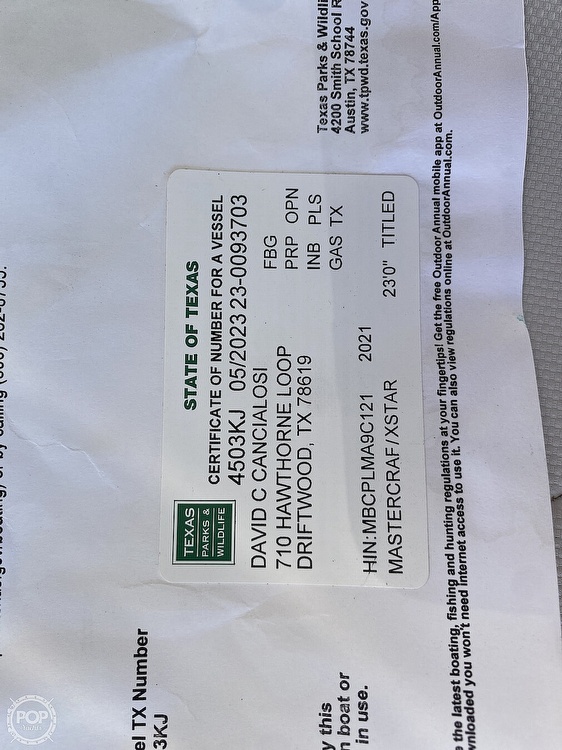 Texas Parks & Wildli
4200 Smith School R
Austin, TX 78744
www.tpwd.texas.gov
TEXAS
PARKS &
WILDLIFE
STATE OF TEXAS
CERTIFICATE OF NUMBER FOR A VESSEL
4503KJ 05/2023 23-0093703
DAVID C CANCIALOSI FBG
710 HAWTHORNE LOOP PRP OPN
DRIFTWOOD, TX 78619 INB PLS
GAS TX
HIN:MBCPLMA9C121 2021
MASTERCRAF/XSTAR 23'0" TITLED
el TX Number
3KJ
y this
n boat or
in use.
the latest boating, fishing and hunting regulations at your fingertips! Get the free Outdoor Annual mobile app at OutdoorAnnual.com/App
wnloaded you won't need Internet access to use it. You can also view regulations online at OutdoorAnnual.com.
POP